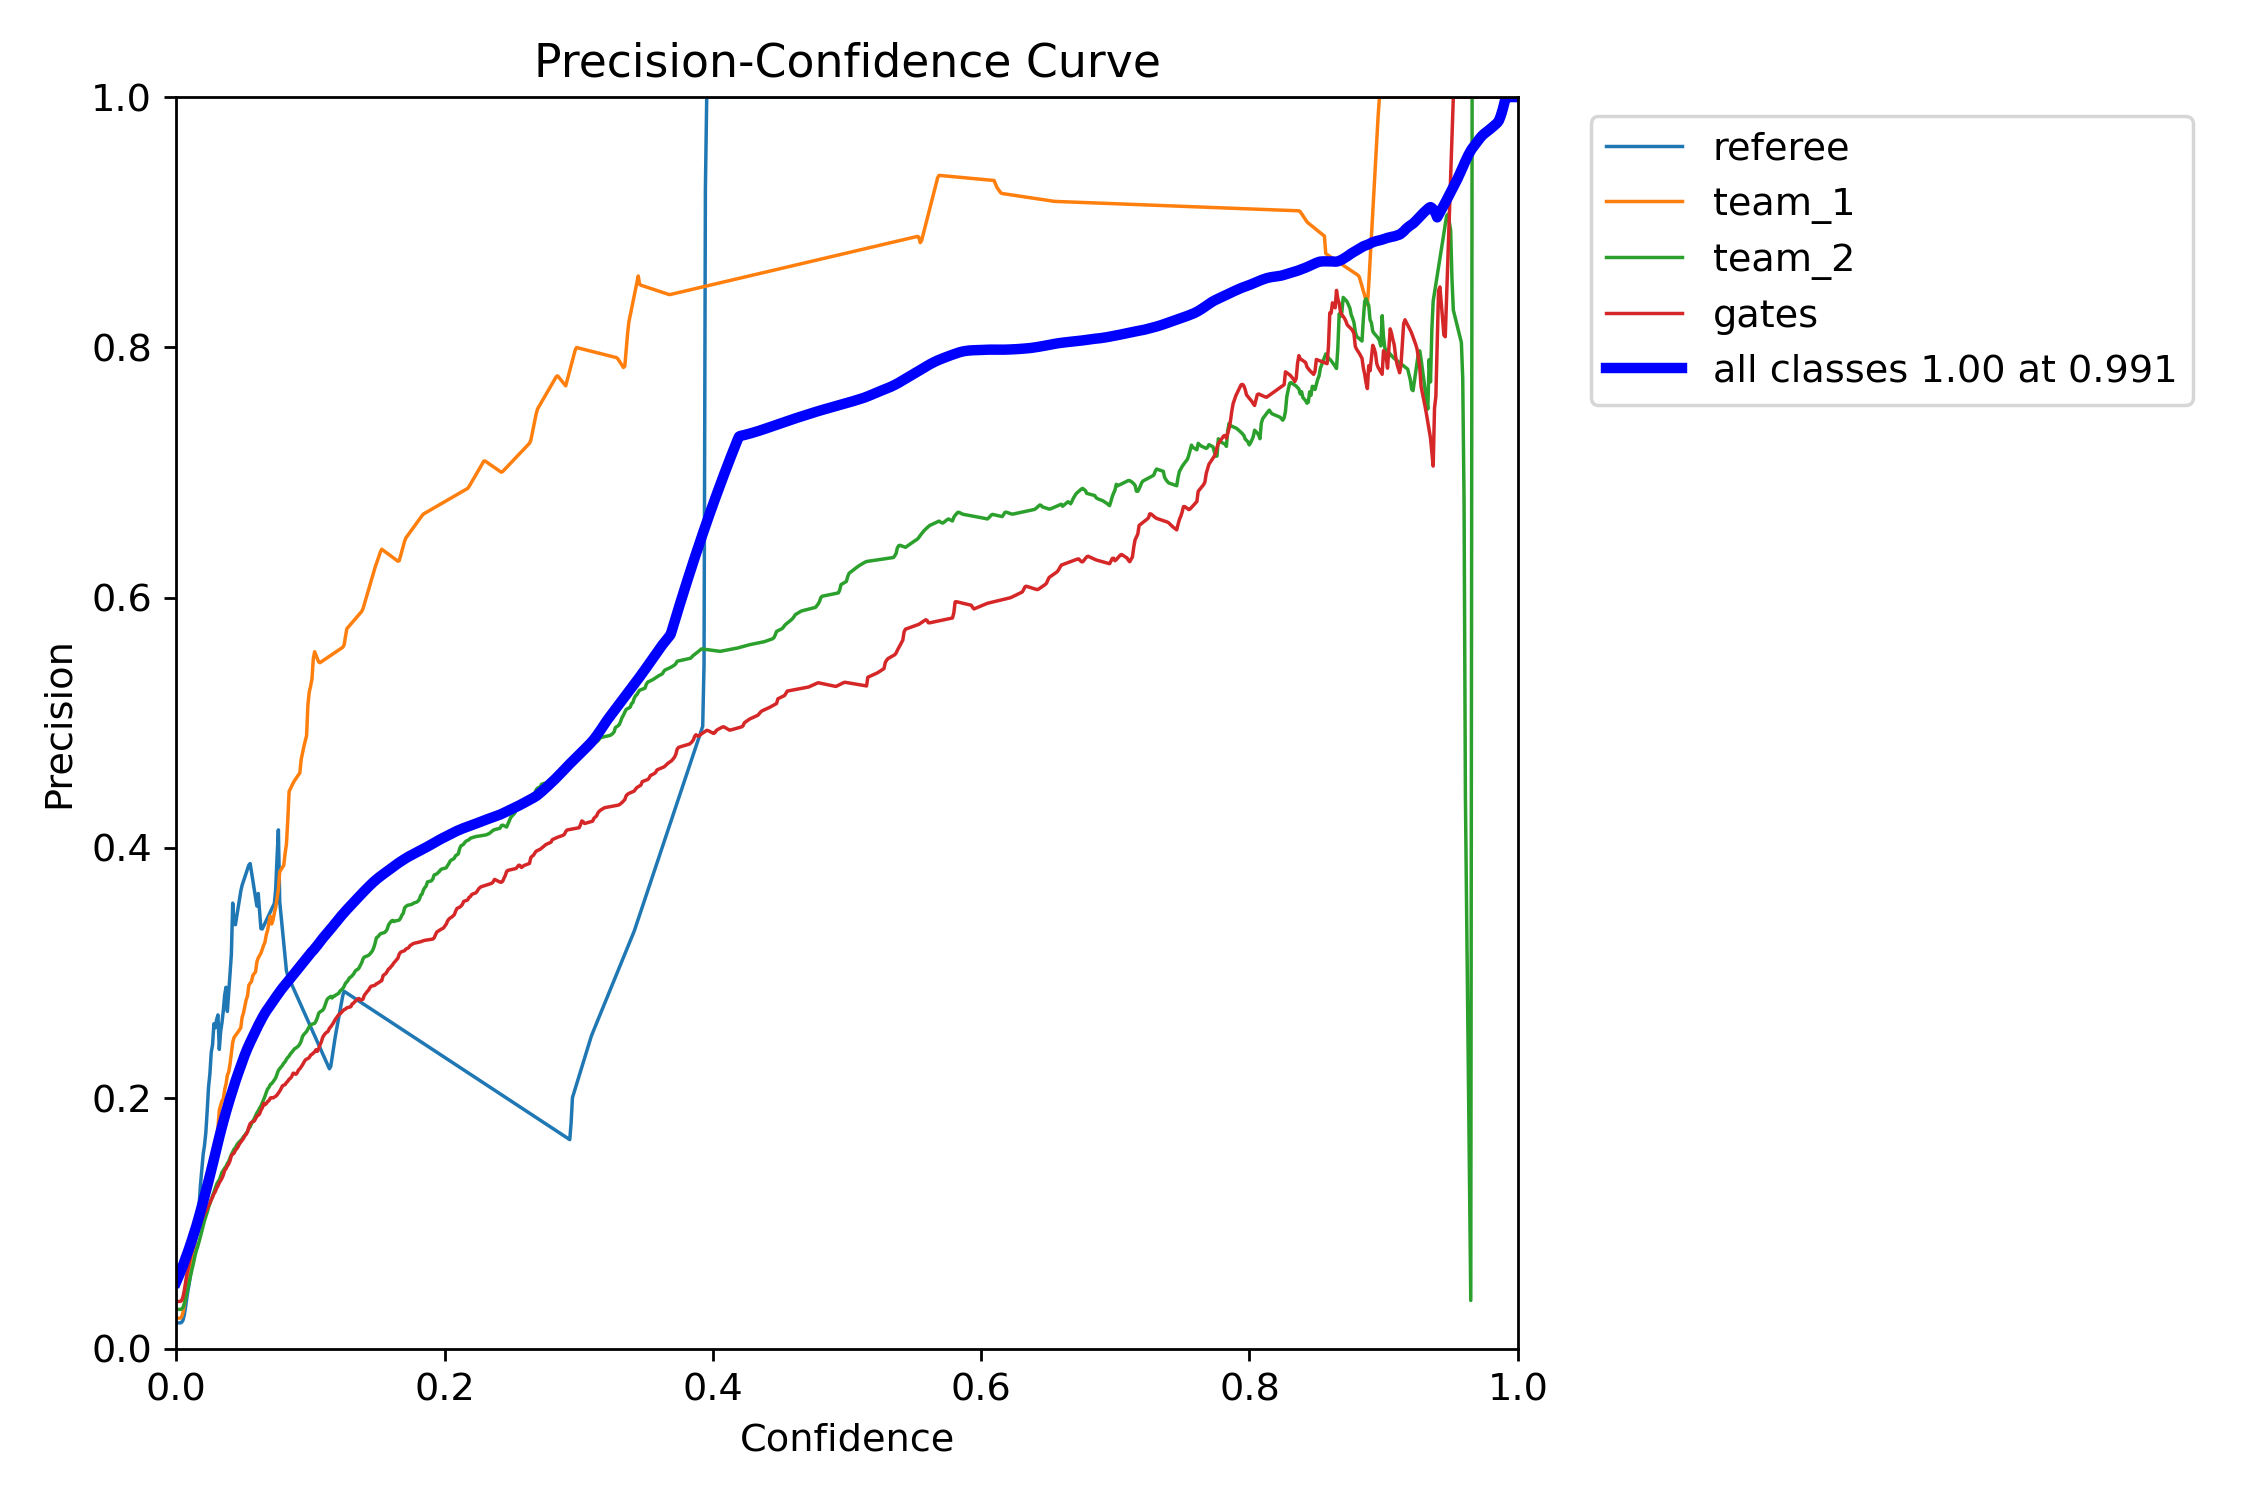 Precision-Confidence Curve
1.0
0.8
0.6
0.4
0.2
0.0
Precision
0.0 0.2 0.4 0.6 0.8 1.0
Confidence
referee
team_1
team_2
gates
all classes 1.00 at 0.991